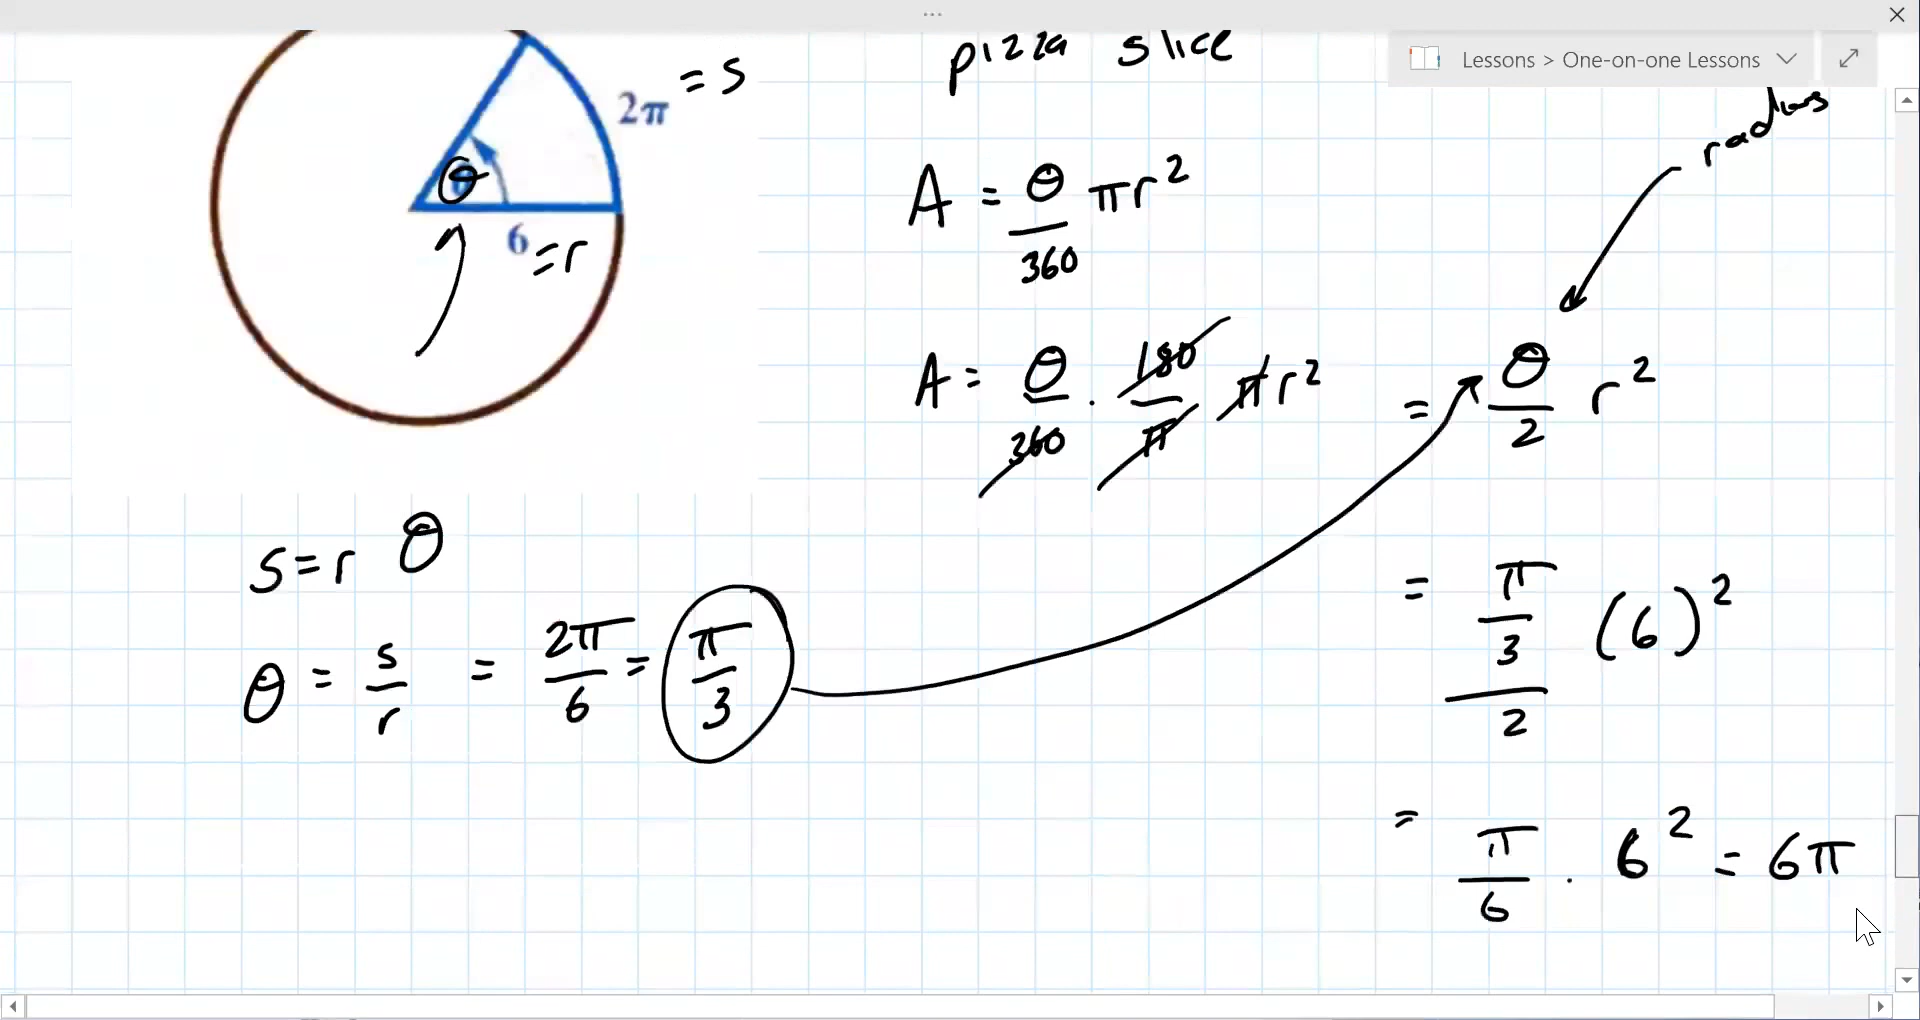 ...
Lessons > One-on-one Lessons
pizza slice
2π = s
radius
θ
6 = r
A = θ/360 πr²
A = θ/360 · 180/π πr² = θ/2 r²
s = r θ
θ = s/r = 2π/6 = π/3
= π/3/2 (6)²
= π/6 · 6² = 6π